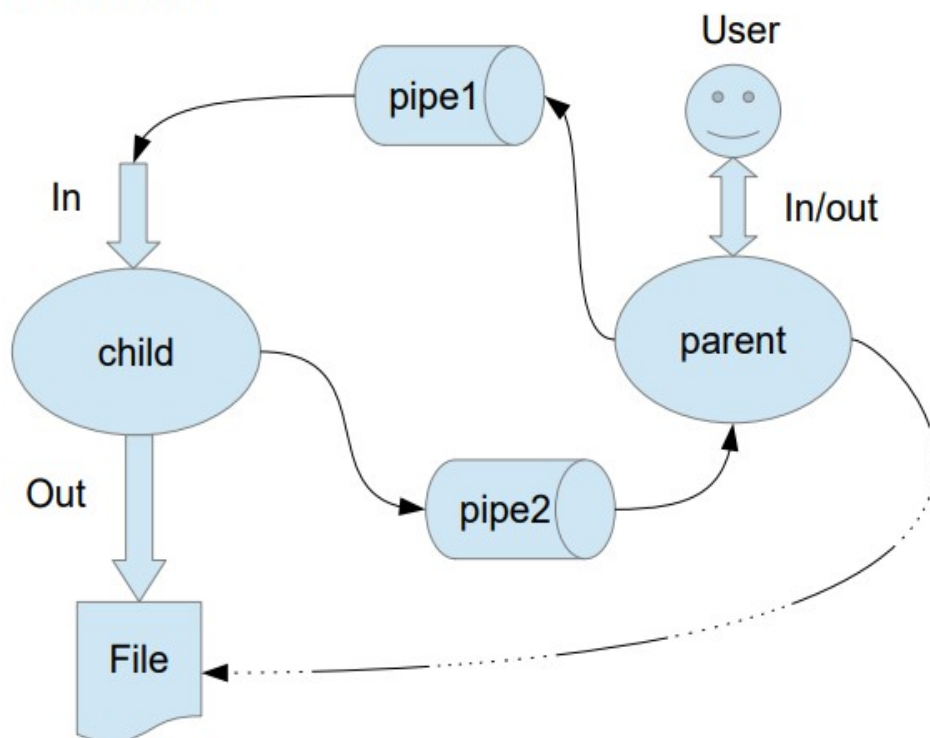 User
pipe1
In
In/out
child
parent
Out
pipe2
File